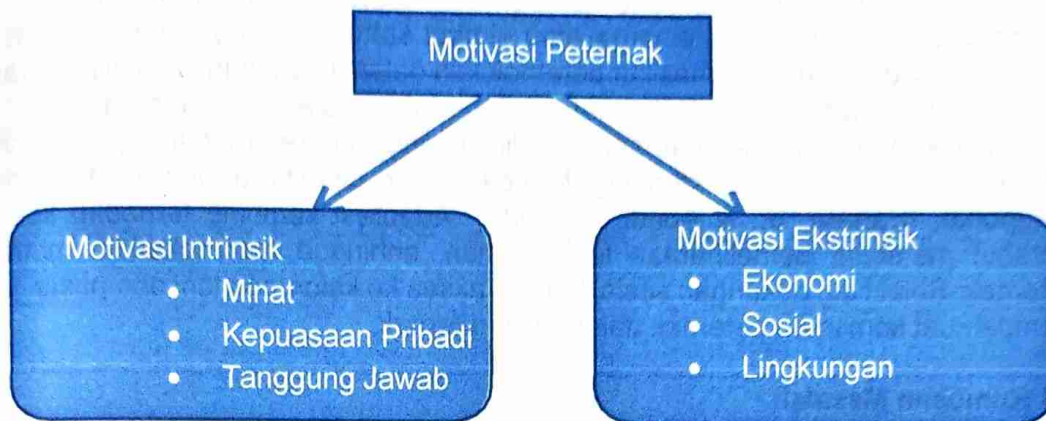 Motivasi Peternak
Motivasi Intrinsik
• Minat
• Kepuasaan Pribadi
• Tanggung Jawab
Motivasi Ekstrinsik
• Ekonomi
• Sosial
• Lingkungan